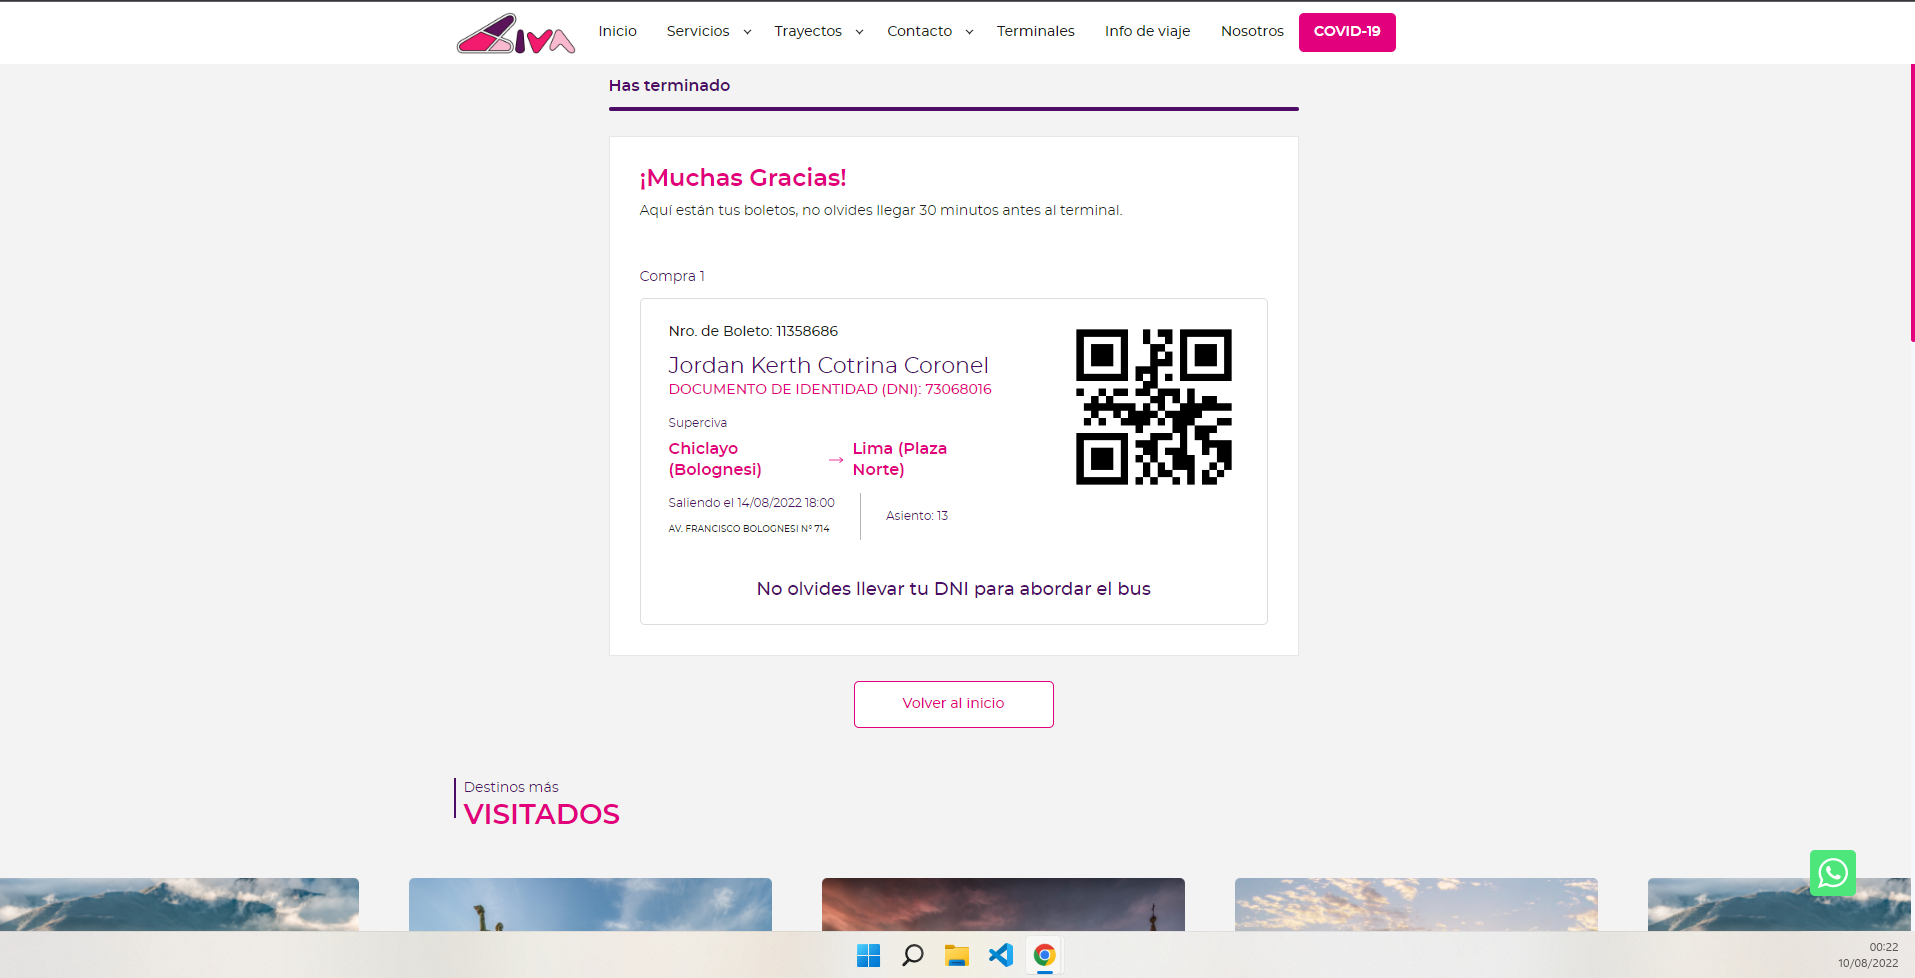 CIVA
Inicio
Servicios
Trayectos
Contacto
Terminales
Info de viaje
Nosotros
COVID-19
Has terminado
¡Muchas Gracias!
Aquí están tus boletos, no olvides llegar 30 minutos antes al terminal.
Compra 1
Nro. de Boleto: 11358686
Jordan Kerth Cotrina Coronel
DOCUMENTO DE IDENTIDAD (DNI): 73068016
Superciva
Chiclayo
(Bolognesi)
→
Lima (Plaza
Norte)
Saliendo el 14/08/2022 18:00
AV. FRANCISCO BOLOGNESI N° 714
Asiento: 13
No olvides llevar tu DNI para abordar el bus
Volver al inicio
Destinos más
VISITADOS
00:22
10/08/2022